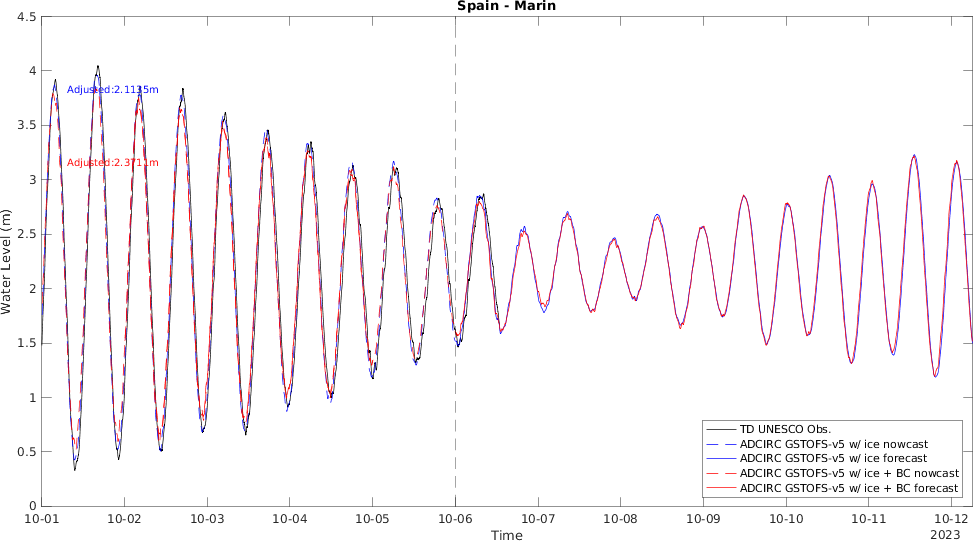 Spain - Marin
4.5
4
3.5
3
2.5
2
1.5
1
0.5
0
Water Level (m)
Adjusted:2.1135m
Adjusted:2.3711m
TD UNESCO Obs.
ADCIRC GSTOFS-v5 w/ ice nowcast
ADCIRC GSTOFS-v5 w/ ice forecast
ADCIRC GSTOFS-v5 w/ ice + BC nowcast
ADCIRC GSTOFS-v5 w/ ice + BC forecast
10-01 10-02 10-03 10-04 10-05 10-06 10-07 10-08 10-09 10-10 10-11 10-12
2023
Time